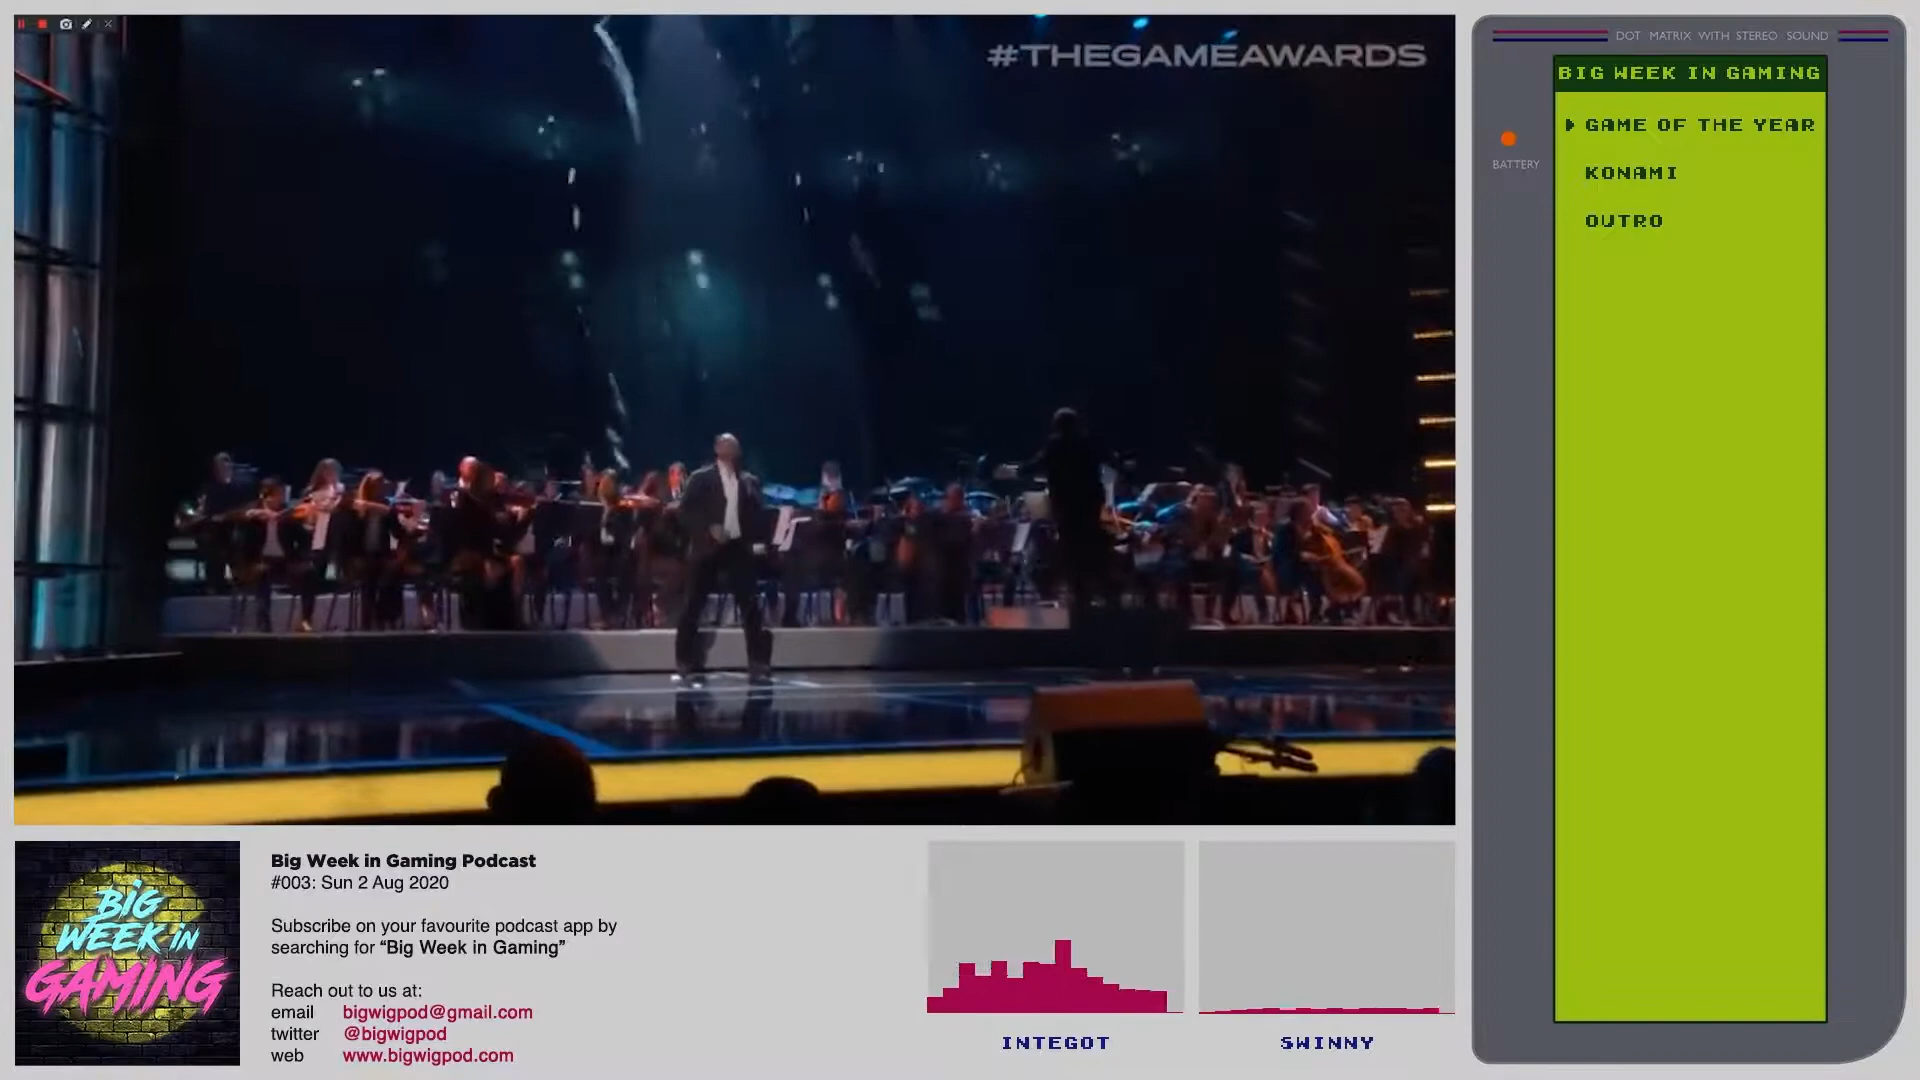 #THEGAMEAWARDS
DOT MATRIX WITH STEREO SOUND
BIG WEEK IN GAMING
GAME OF THE YEAR
BATTERY
KONAMI
OUTRO
BIG
WEEK IN
GAMING
Big Week in Gaming Podcast
#003: Sun 2 Aug 2020
Subscribe on your favourite podcast app by
searching for “Big Week in Gaming”
Reach out to us at:
email bigwigpod@gmail.com
twitter @bigwigpod
web www.bigwigpod.com
INTEGOT
SWINNY